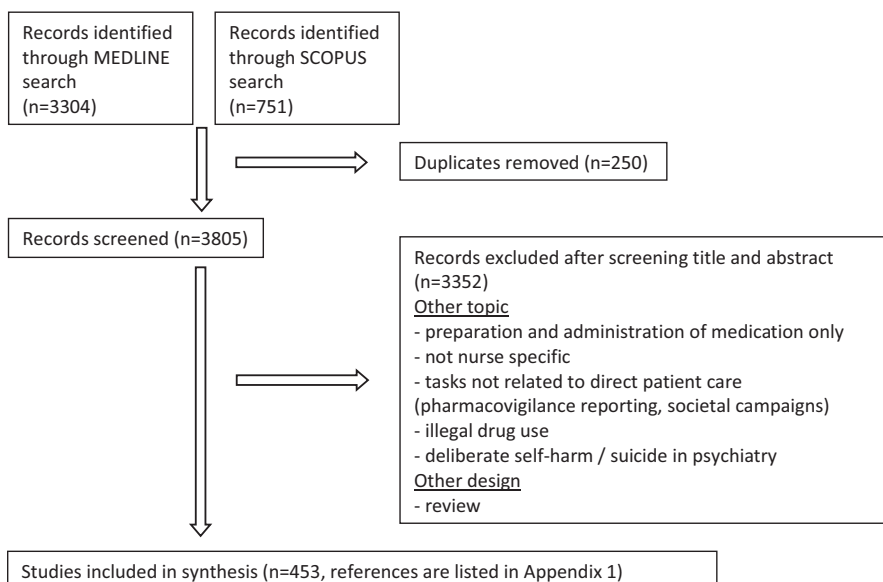 Records identified
through MEDLINE
search
(n=3304)
Records identified
through SCOPUS
search
(n=751)
Duplicates removed (n=250)
Records screened (n=3805)
Records excluded after screening title and abstract
(n=3352)
Other topic
- preparation and administration of medication only
- not nurse specific
- tasks not related to direct patient care
(pharmacovigilance reporting, societal campaigns)
- illegal drug use
- deliberate self-harm / suicide in psychiatry
Other design
- review
Studies included in synthesis (n=453, references are listed in Appendix 1)